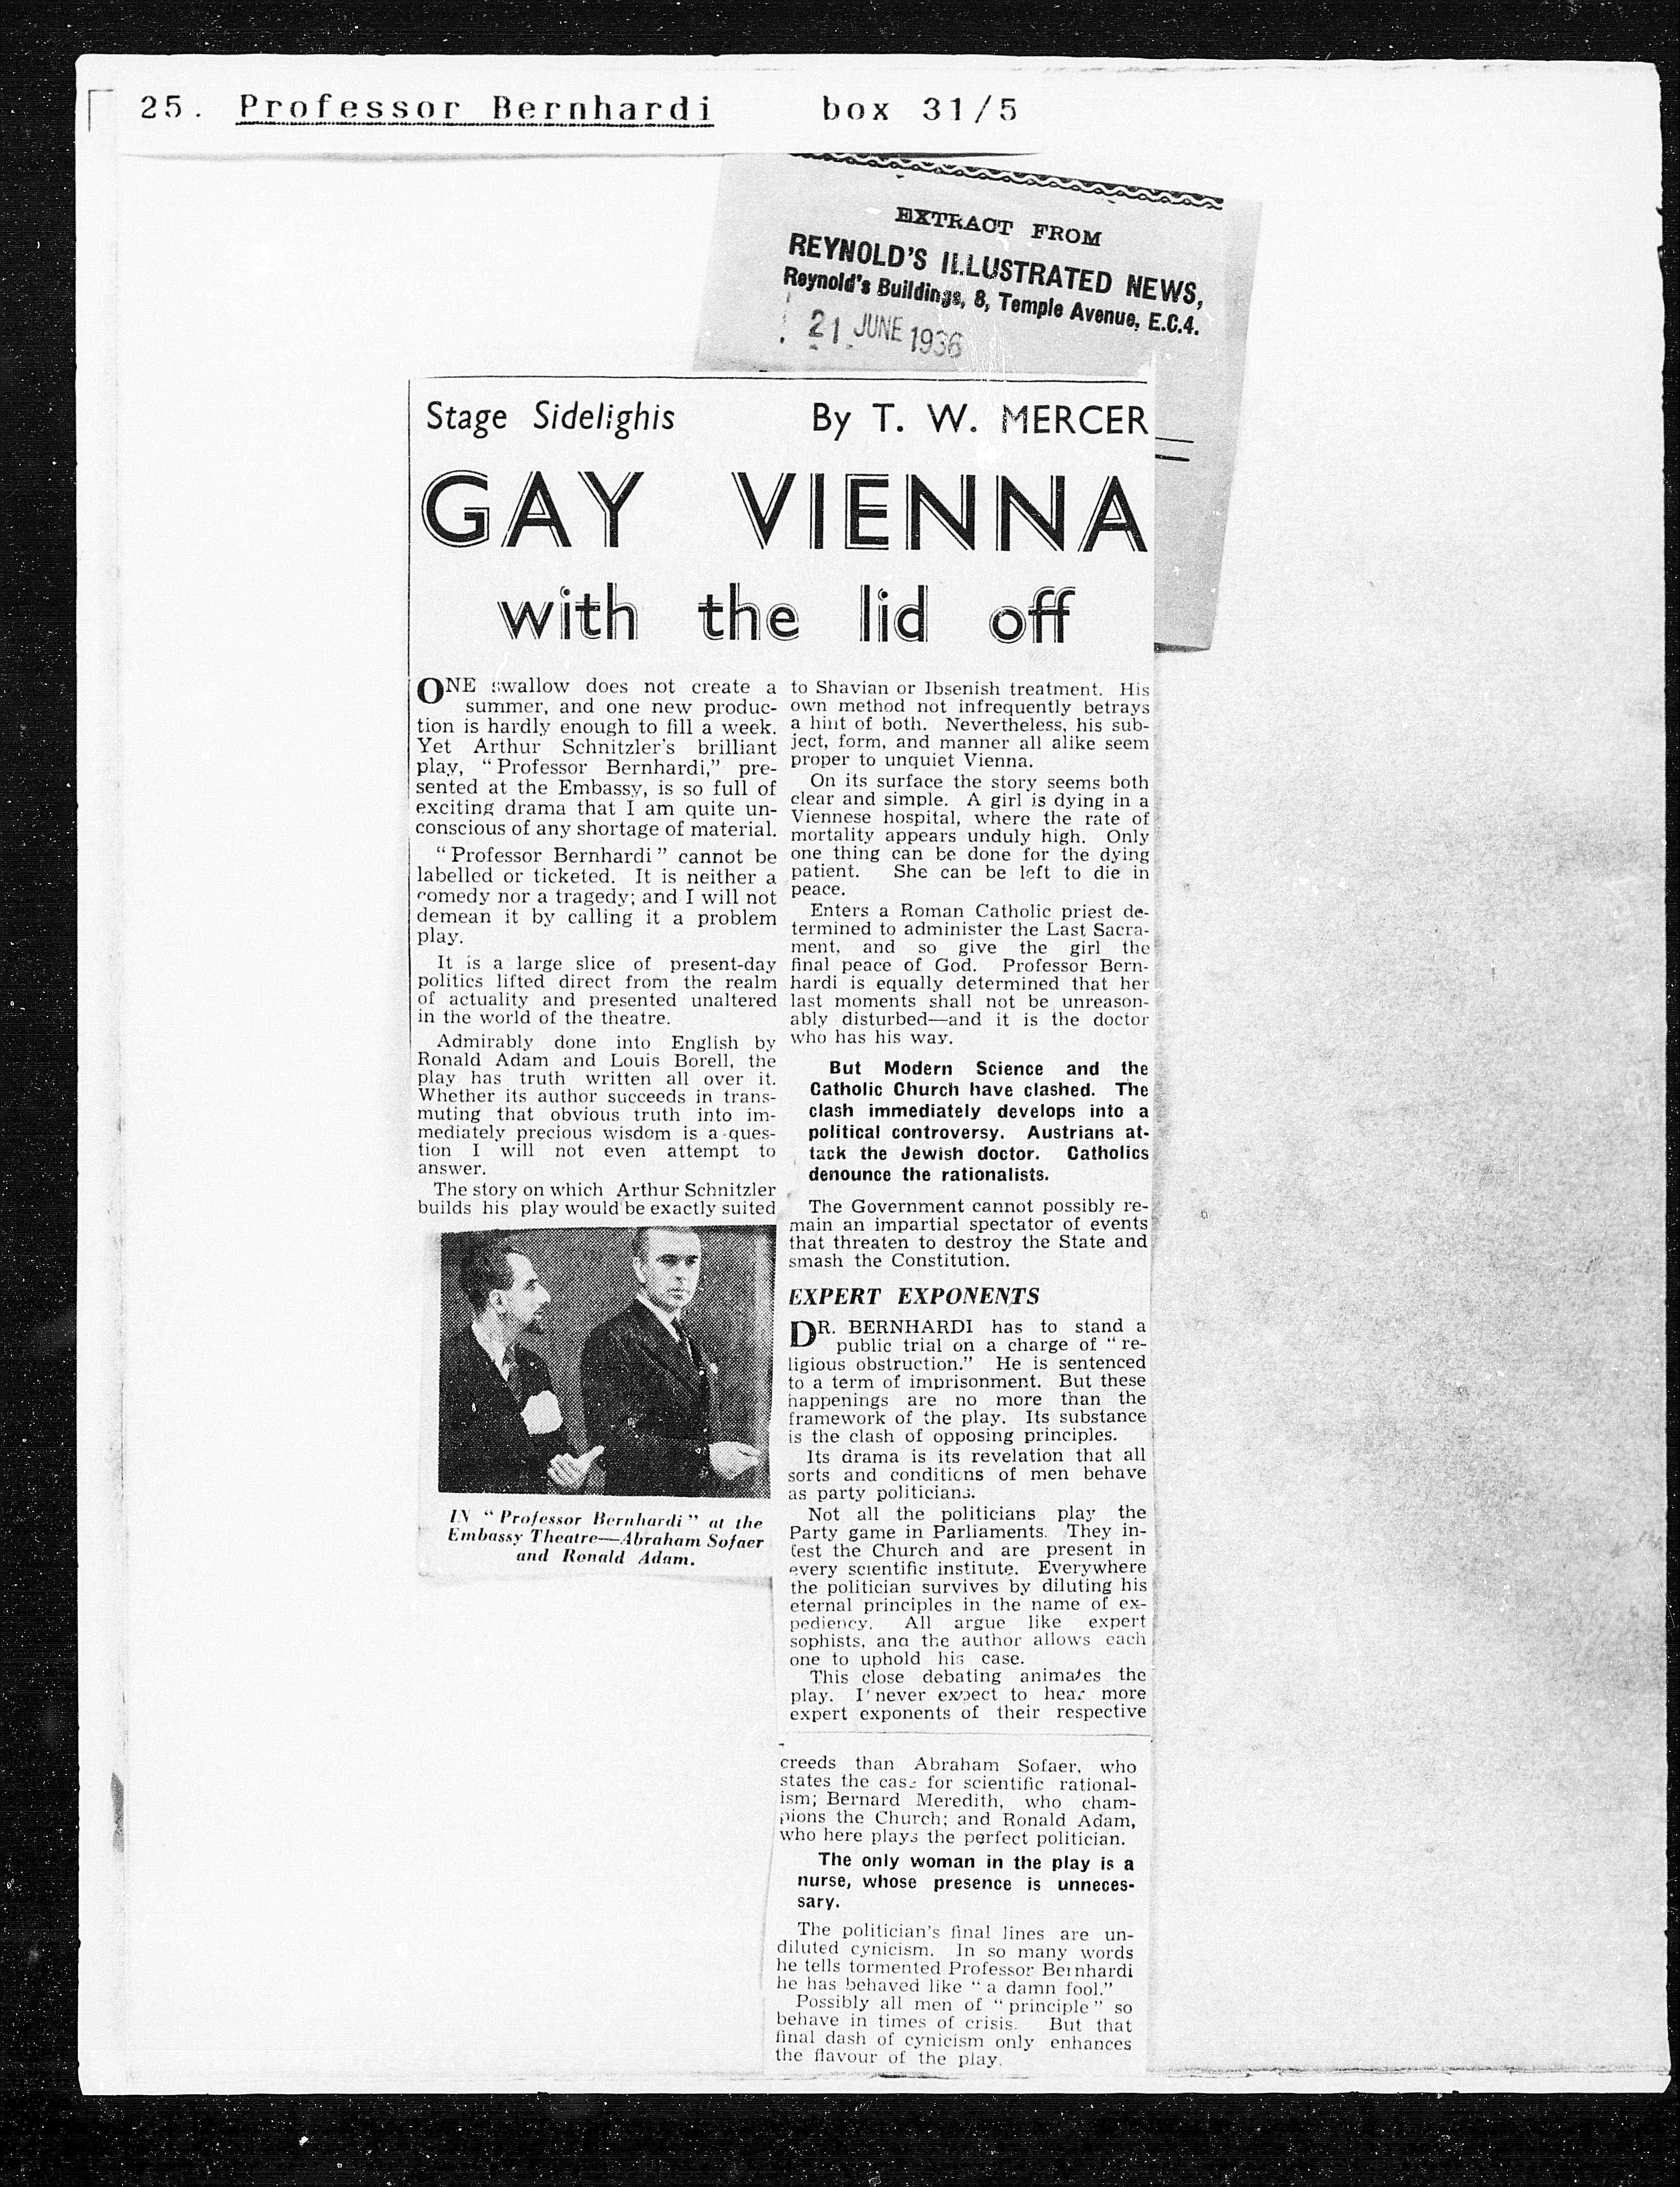 25. Professor Bernhardi box 31/5
EXTRACT FROM
REYNOLD'S ILLUSTRATED NEWS,
Reynold's Buildings, 8, Temple Avenue, E.C.4.
21 JUNE 1936
Stage Sidelights By T. W. MERCER
GAY VIENNA
with the lid off
ONE swallow does not create a
summer, and one new produc-
tion is hardly enough to fill a week.
Yet Arthur Schnitzler's brilliant
play, "Professor Bernhardi," pre-
sented at the Embassy, is so full of
exciting drama that I am quite un-
conscious of any shortage of material.
"Professor Bernhardi" cannot be
labelled or ticketed. It is neither a
comedy nor a tragedy; and I will not
demean it by calling it a problem
play.
It is a large slice of present-day
politics lifted direct from the realm
of actuality and presented unaltered
in the world of the theatre.
Admirably done into English by
Ronald Adam and Louis Borell, the
play has truth written all over it.
Whether its author succeeds in trans-
muting that obvious truth into im-
mediately precious wisdom is a ques-
tion I will not even attempt to
answer.
The story on which Arthur Schnitzler
builds his play would be exactly suited
IN "Professor Bernhardi" at the
Embassy Theatre—Abraham Sofaer
and Ronald Adam.
to Shavian or Ibsenish treatment. His
own method not infrequently betrays
a hint of both. Nevertheless, his sub-
ject, form, and manner all alike seem
proper to unquiet Vienna.
On its surface the story seems both
clear and simple. A girl is dying in a
Viennese hospital, where the rate of
mortality appears unduly high. Only
one thing can be done for the dying
patient. She can be left to die in
peace.
Enters a Roman Catholic priest de-
termined to administer the Last Sacra-
ment, and so give the girl the
final peace of God. Professor Bern-
hardi is equally determined that her
last moments shall not be unreason-
ably disturbed—and it is the doctor
who has his way.
But Modern Science and the
Catholic Church have clashed. The
clash immediately develops into a
political controversy. Austrians at-
tack the Jewish doctor. Catholics
denounce the rationalists.
The Government cannot possibly re-
main an impartial spectator of events
that threaten to destroy the State and
smash the Constitution.
EXPERT EXPONENTS
DR. BERNHARDI has to stand a
public trial on a charge of "re-
ligious obstruction." He is sentenced
to a term of imprisonment. But these
happenings are no more than the
framework of the play. Its substance
is the clash of opposing principles.
Its drama is its revelation that all
sorts and conditions of men behave
as party politicians.
Not all the politicians play the
Party game in Parliaments. They in-
fest the Church and are present in
every scientific institute. Everywhere
the politician survives by diluting his
eternal principles in the name of ex-
pediency. All argue like expert
sophists, and the author allows each
one to uphold his case.
This close debating animates the
play. I never expect to hear more
expert exponents of their respective
creeds than Abraham Sofaer, who
states the case for scientific rational-
ism; Bernard Meredith, who cham-
pions the Church; and Ronald Adam,
who here plays the perfect politician.
The only woman in the play is a
nurse, whose presence is unneces-
sary.
The politician's final lines are un-
diluted cynicism. In so many words
he tells tormented Professor Bernhardi
he has behaved like "a damn fool."
Possibly all men of "principle" so
behave in times of crisis. But that
final dash of cynicism only enhances
the flavour of the play.